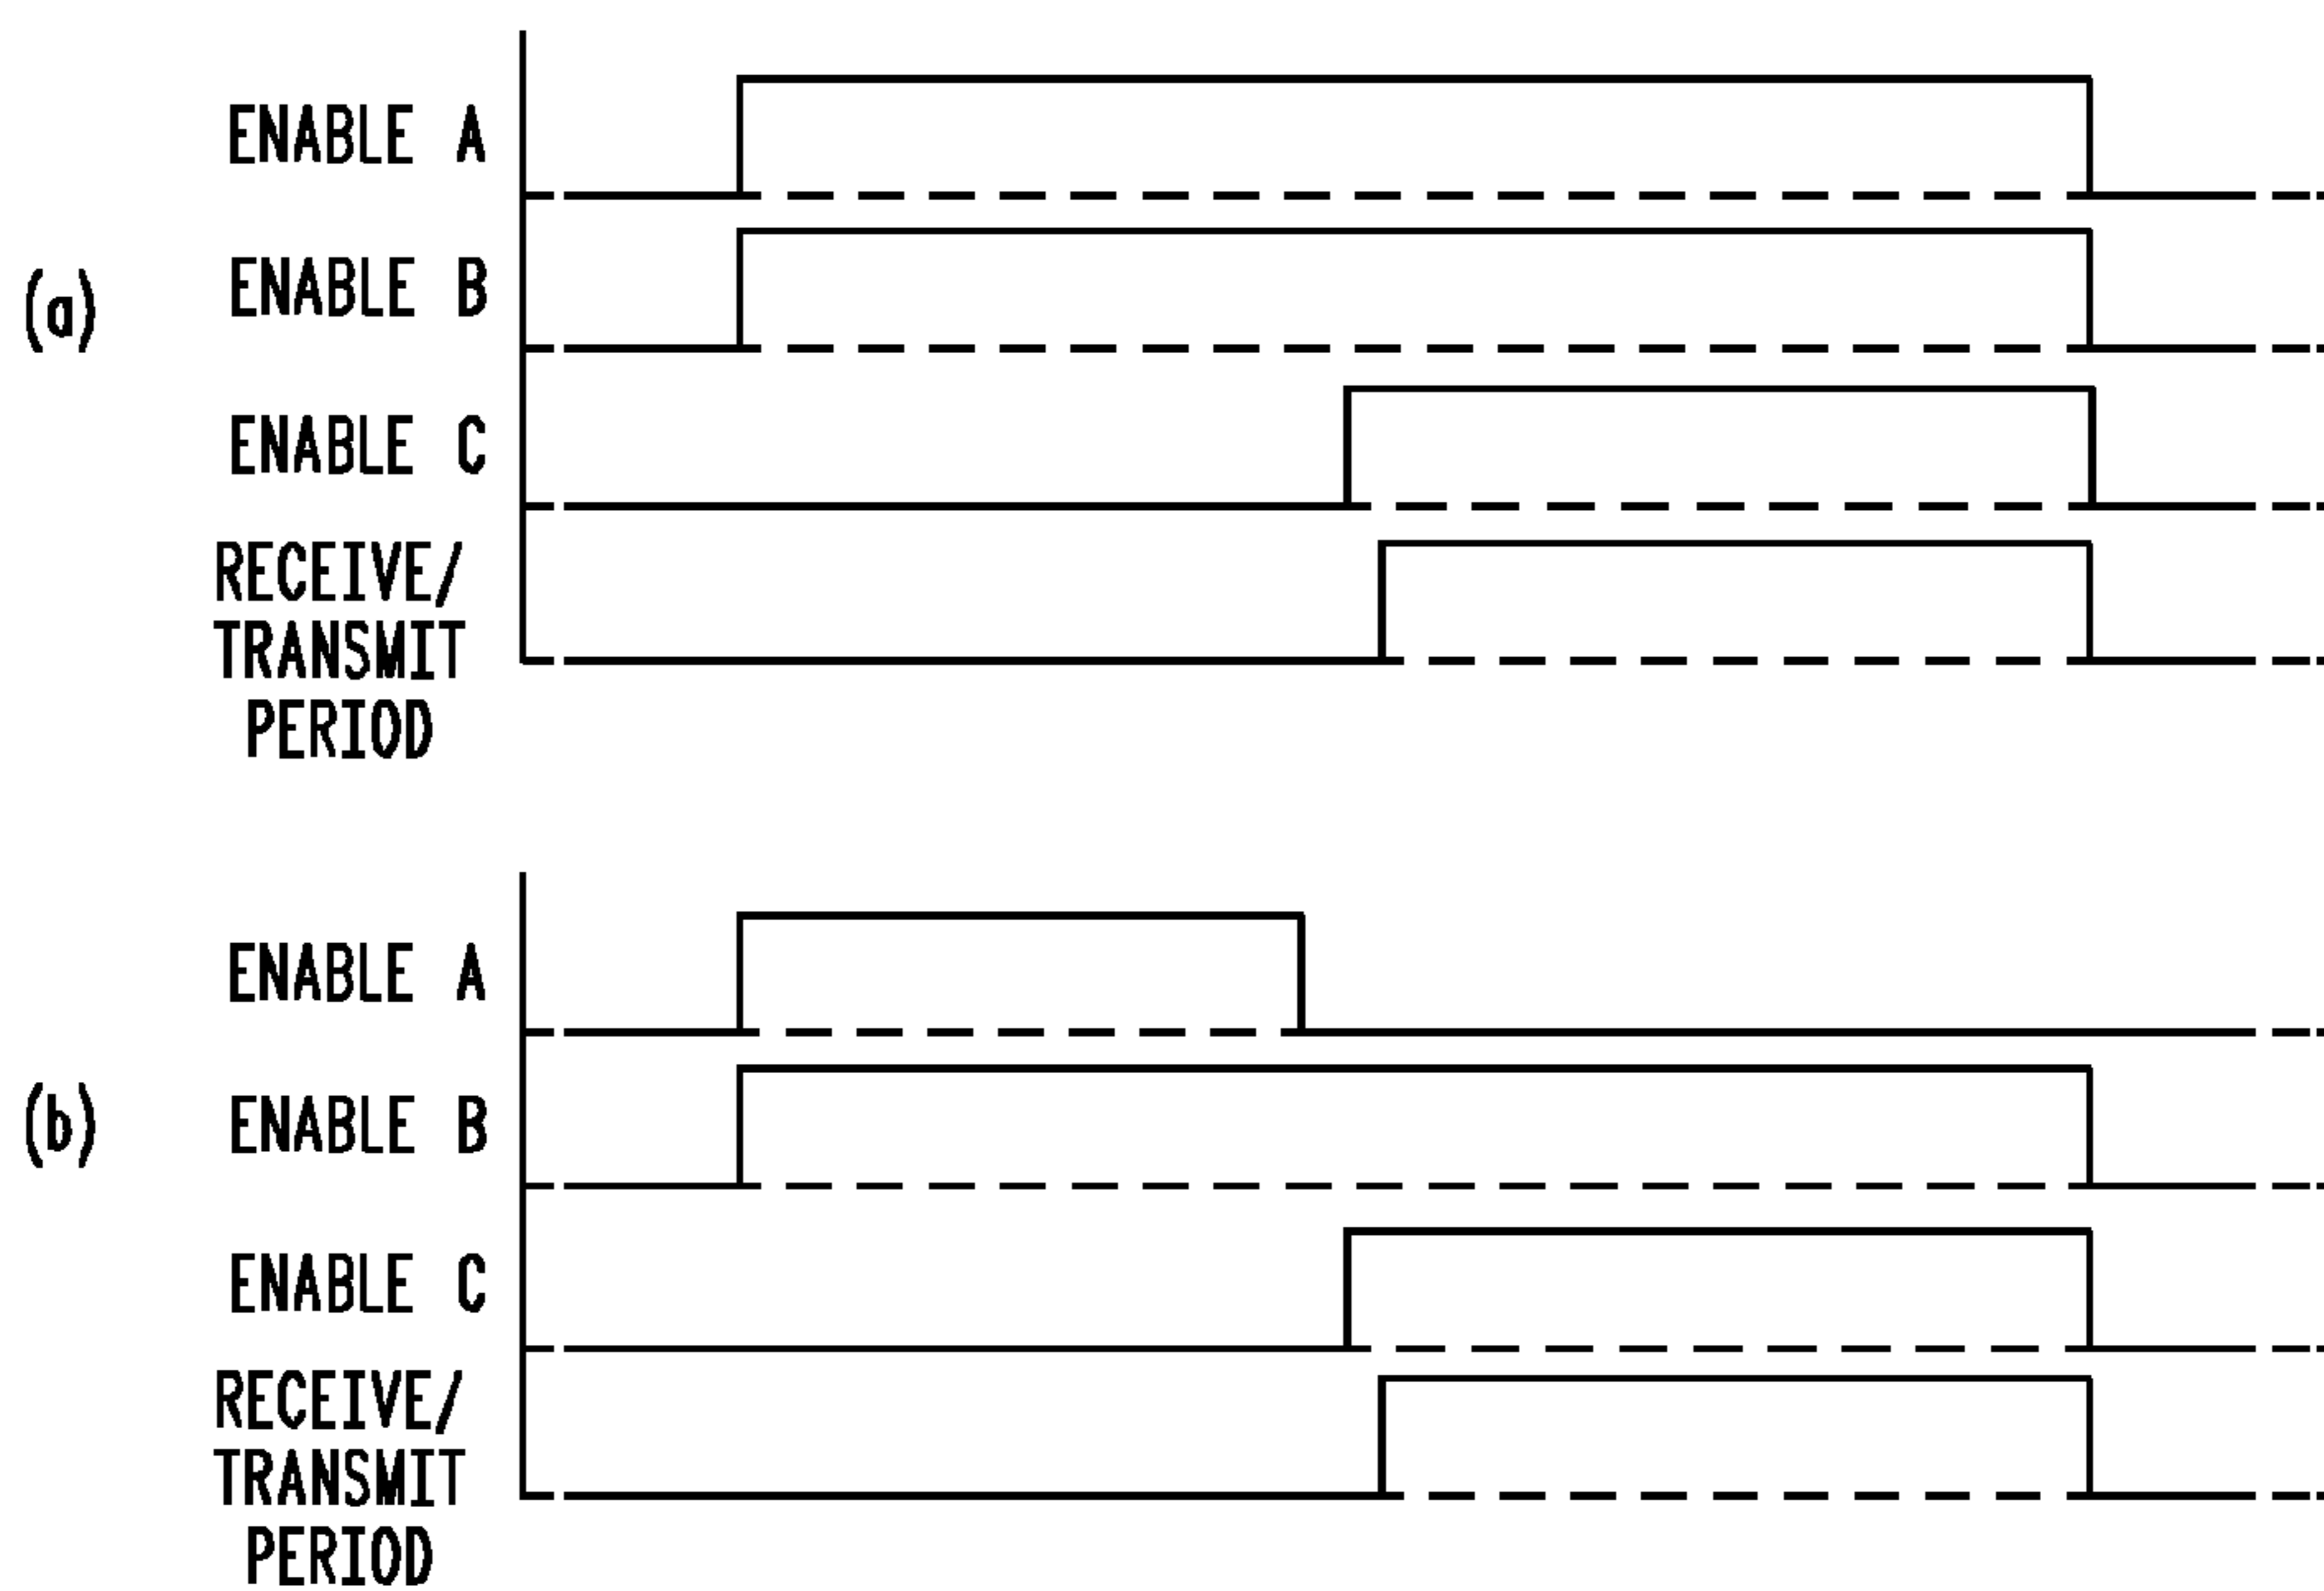 ENABLE A
ENABLE B
(a)
ENABLE C
RECEIVE/
TRANSMIT
PERIOD
ENABLE A
ENABLE B
(b)
ENABLE C
RECEIVE/
TRANSMIT
PERIOD